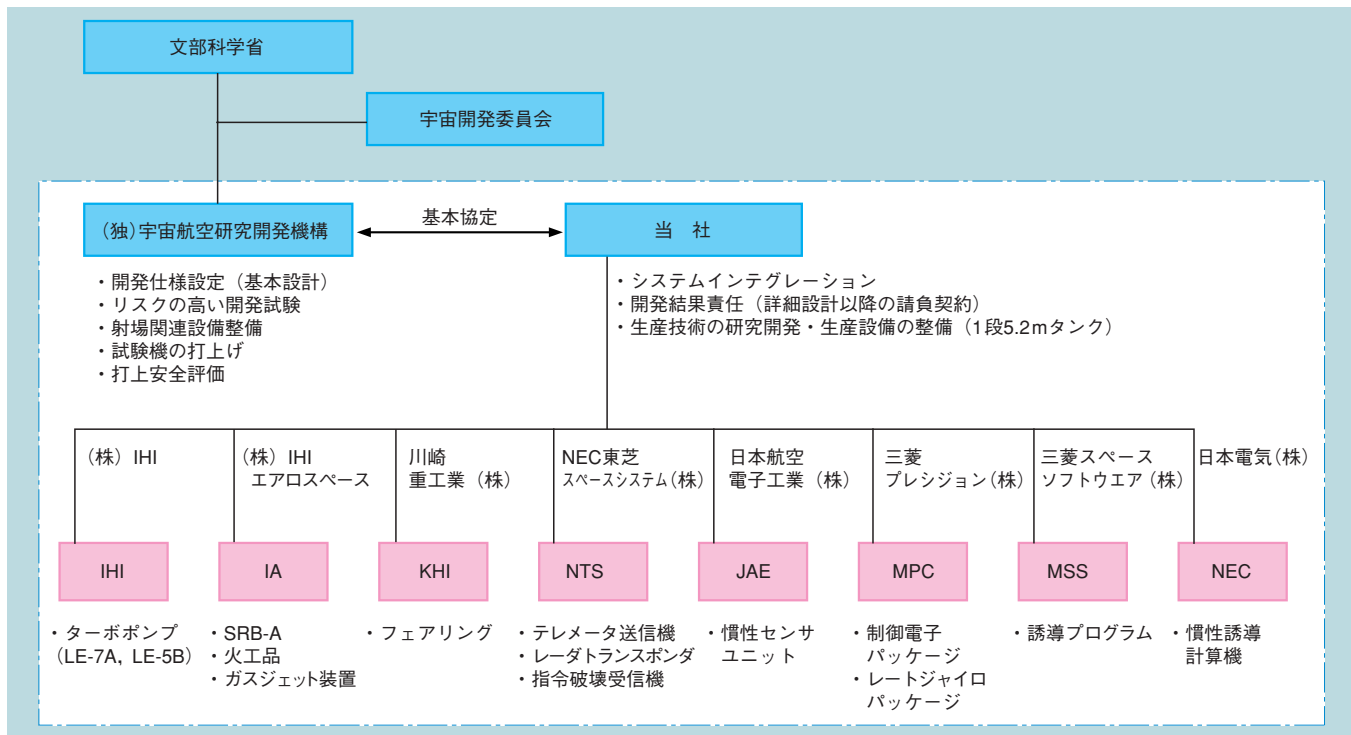 文部科学省
宇宙開発委員会
（独）宇宙航空研究開発機構
基本協定
当　社
・開発仕様設定（基本設計）
・リスクの高い開発試験
・射場関連設備整備
・試験機の打上げ
・打上安全評価
・システムインテグレーション
・開発結果責任（詳細設計以降の請負契約）
・生産技術の研究開発・生産設備の整備（1段5.2mタンク）
（株）IHI
（株）IHI
エアロスペース
川崎
重工業（株）
NEC東芝
スペースシステム（株）
日本航空
電子工業（株）
三菱
プレシジョン（株）
三菱スペース
ソフトウエア（株）
日本電気（株）
IHI
IA
KHI
NTS
JAE
MPC
MSS
NEC
・ターボポンプ
（LE-7A，LE-5B）
・SRB-A
・火工品
・ガスジェット装置
・フェアリング
・テレメータ送信機
・レーダトランスポンダ
・指令破壊受信機
・慣性センサ
ユニット
・制御電子
パッケージ
・レートジャイロ
パッケージ
・誘導プログラム
・慣性誘導
計算機